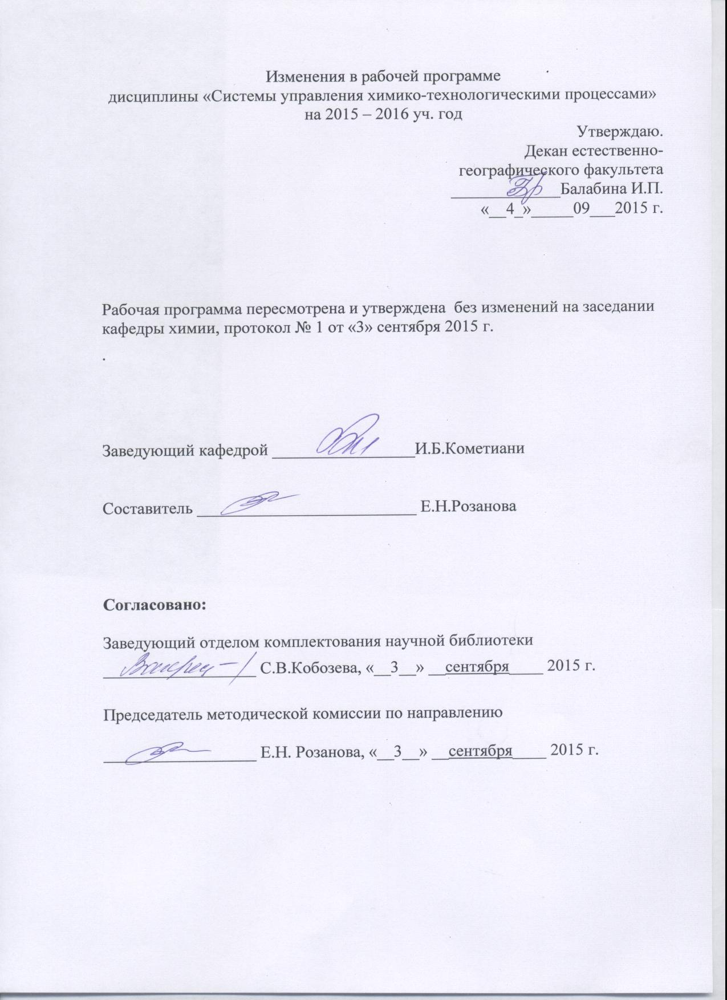 Изменения в рабочей программе
дисциплины «Системы управления химико-технологическими процессами»
на 2015 – 2016 уч. год
Утверждаю.
Декан естественно-
географического факультета
_____________Балабина И.П.
«__4_»_____09___2015 г.
Рабочая программа пересмотрена и утверждена  без изменений на заседании
кафедры химии, протокол № 1 от «3» сентября 2015 г.
.
Заведующий кафедрой _________________И.Б.Кометиани
Составитель __________________________ Е.Н.Розанова
Согласовано:
Заведующий отделом комплектования научной библиотеки
__________________ С.В.Кобозева, «__3__» __сентября____ 2015 г.
Председатель методической комиссии по направлению
__________________ Е.Н. Розанова, «__3__» __сентября____ 2015 г.